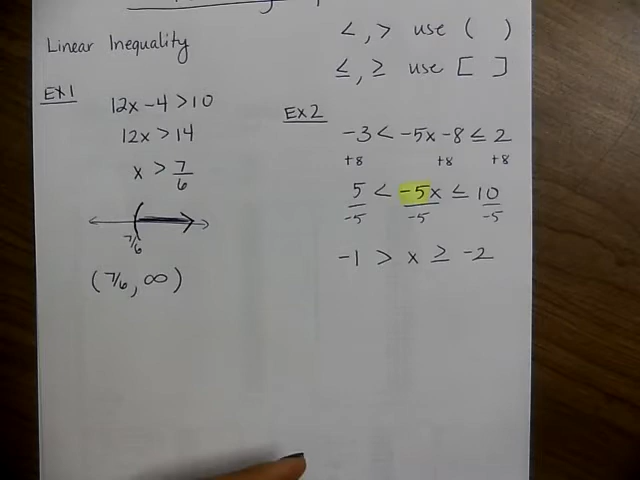 Linear Inequality
<, > use ( )
≤, ≥ use [ ]
EX1
12x - 4 > 10
12x > 14
x > 7/6
7/6
(7/6, ∞)
EX2
-3 < -5x - 8 ≤ 2
+8 +8 +8
5 < -5x ≤ 10
-5 -5 -5
-1 > x ≥ -2